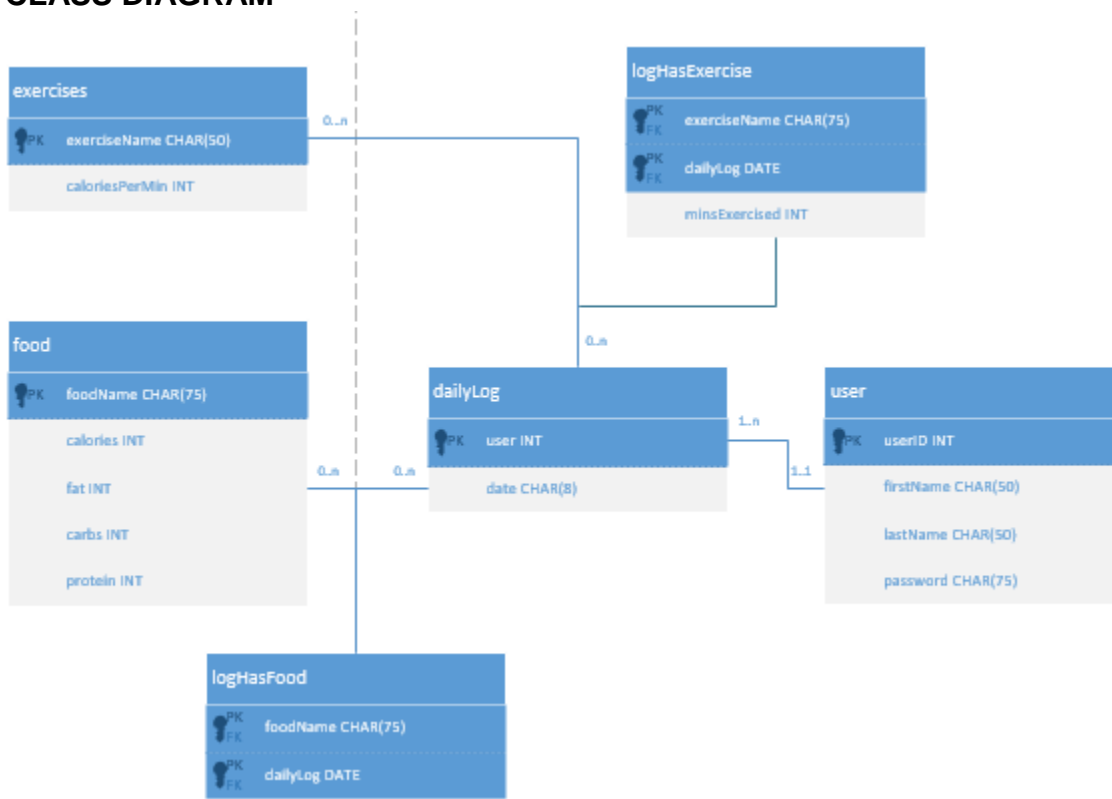 CLASS DIAGRAM
exercises
PK exerciseName CHAR(50)
caloriesPerMin INT
0...n
logHasExercise
PK
FK
exerciseName CHAR(75)
PK
FK
dailyLog DATE
minsExercised INT
0..n
food
PK foodName CHAR(75)
calories INT
fat INT
carbs INT
protein INT
0..n
0..n
dailyLog
PK user INT
date CHAR(8)
1..n
1..1
user
PK userID INT
firstName CHAR(50)
lastName CHAR(50)
password CHAR(75)
logHasFood
PK
FK
foodName CHAR(75)
PK
FK
dailyLog DATE